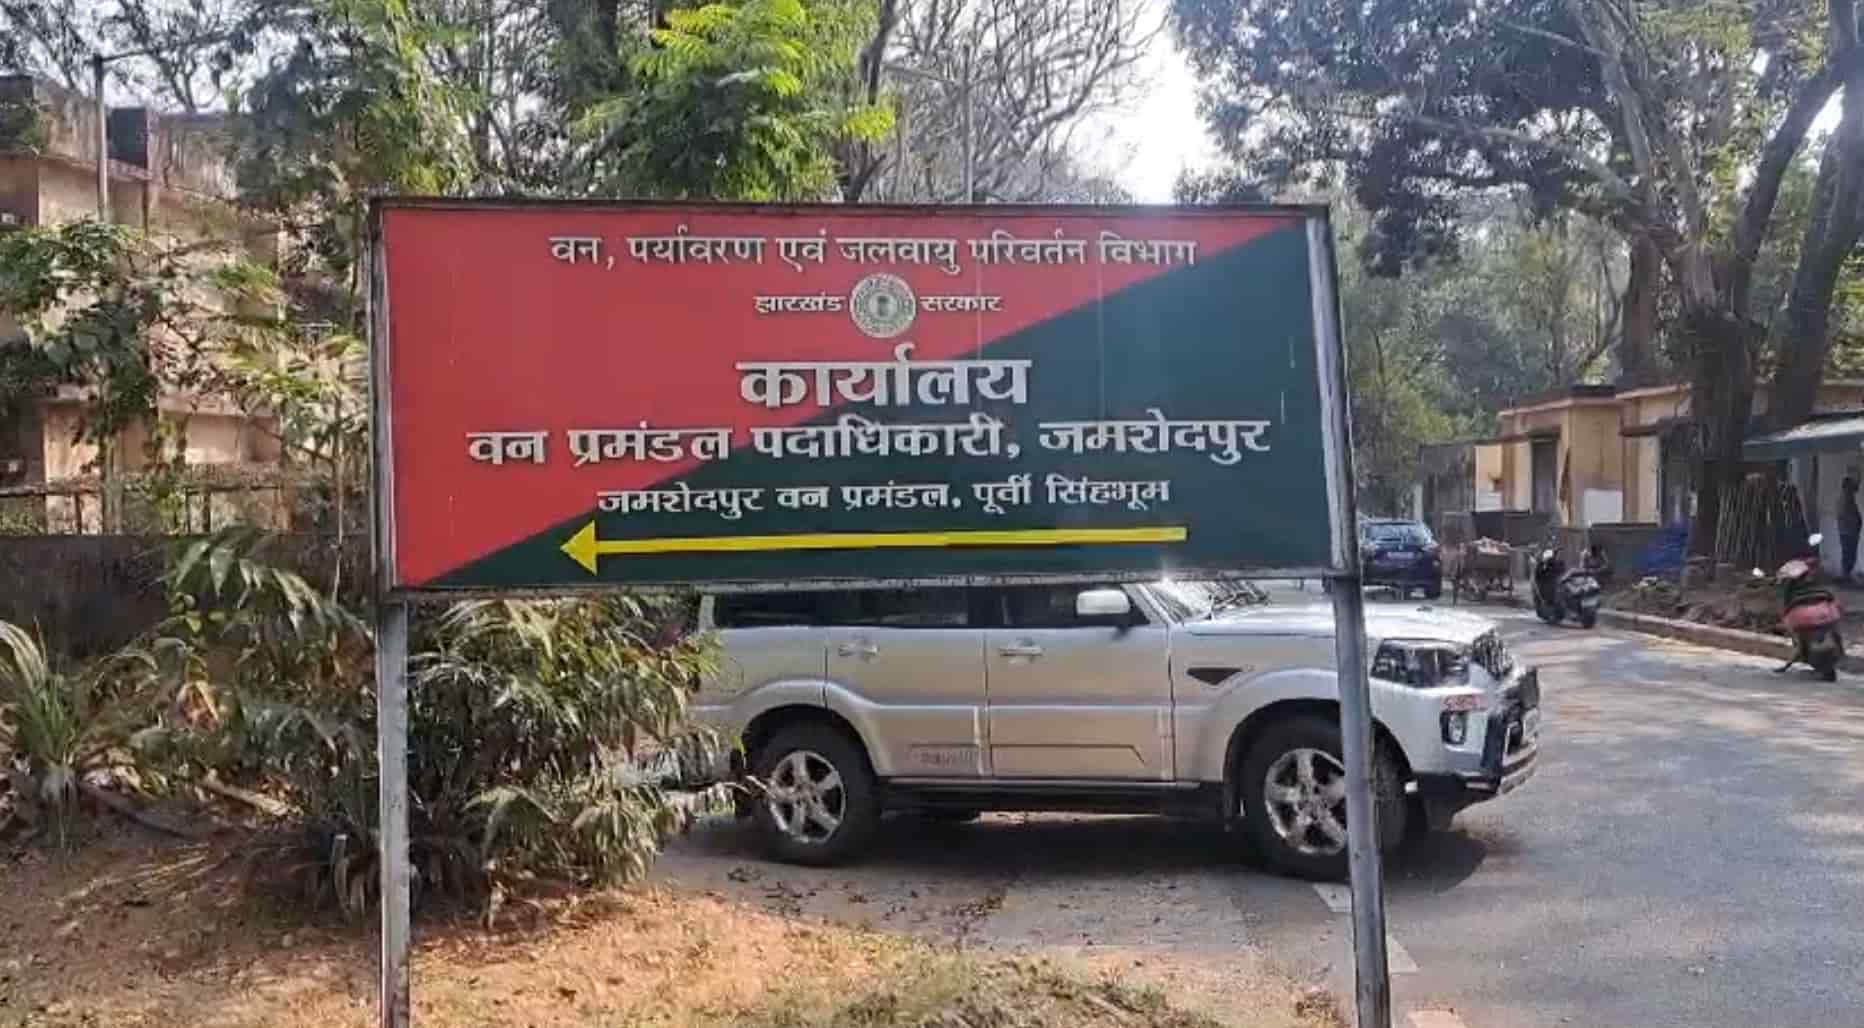 वन, पर्यावरण एवं जलवायु परिवर्तन विभाग
झारखंड सरकार
कार्यालय
वन प्रमंडल पदाधिकारी, जमशेदपुर
जमशेदपुर वन प्रमंडल, पूर्वी सिंहभूम